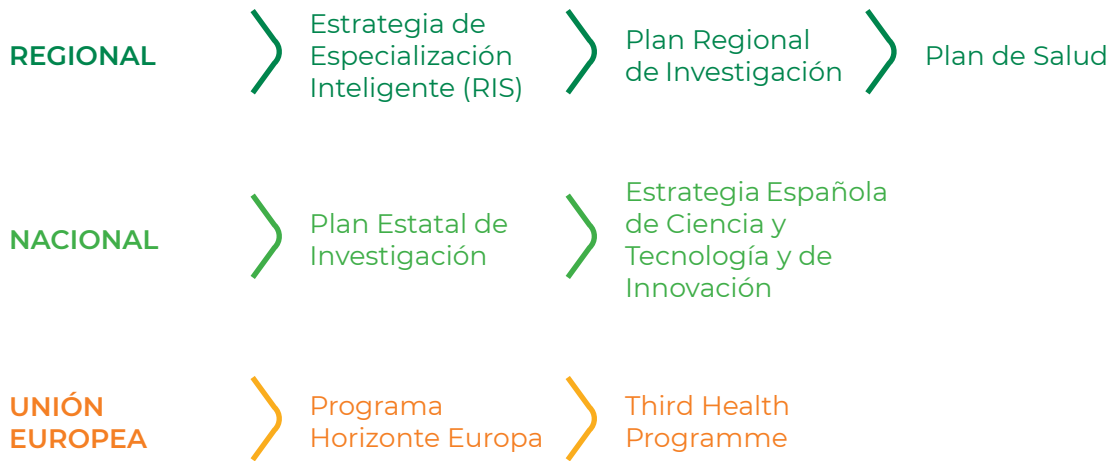 REGIONAL
Estrategia de
Especialización
Inteligente (RIS)
Plan Regional
de Investigación
Plan de Salud
NACIONAL
Plan Estatal de
Investigación
Estrategia Española
de Ciencia y
Tecnología y de
Innovación
UNIÓN
EUROPEA
Programa
Horizonte Europa
Third Health
Programme